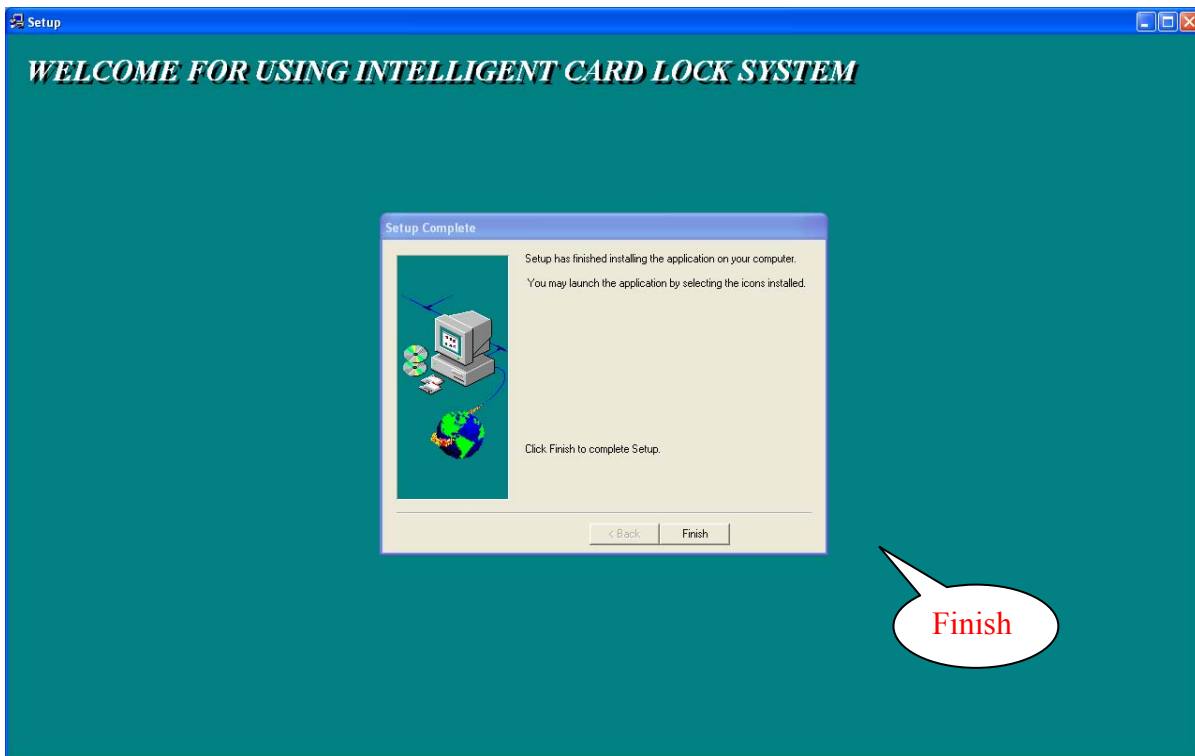 Setup
WELCOME FOR USING INTELLIGENT CARD LOCK SYSTEM
Setup Complete
Setup has finished installing the application on your computer.
You may launch the application by selecting the icons installed.
Click Finish to complete Setup.
< Back
Finish
Finish